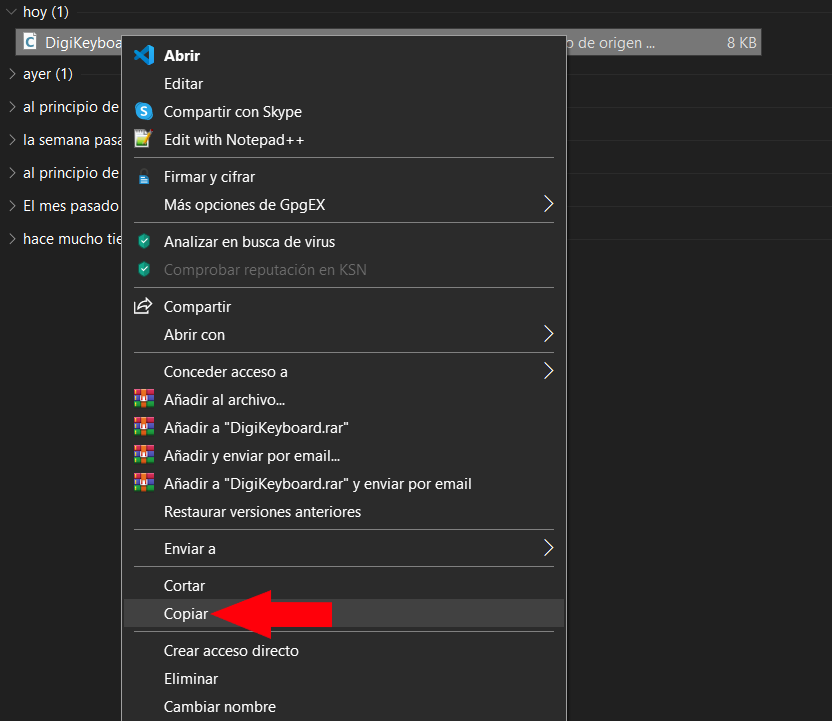 hoy (1)
DigiKeyboa
o de origen ...
8 KB
ayer (1)
al principio de
la semana pasa
al principio de
El mes pasado
hace mucho tie
Abrir
Editar
Compartir con Skype
Edit with Notepad++
Firmar y cifrar
Más opciones de GpgEX
Analizar en busca de virus
Comprobar reputación en KSN
Compartir
Abrir con
Conceder acceso a
Añadir al archivo...
Añadir a "DigiKeyboard.rar"
Añadir y enviar por email...
Añadir a "DigiKeyboard.rar" y enviar por email
Restaurar versiones anteriores
Enviar a
Cortar
Copiar
Crear acceso directo
Eliminar
Cambiar nombre